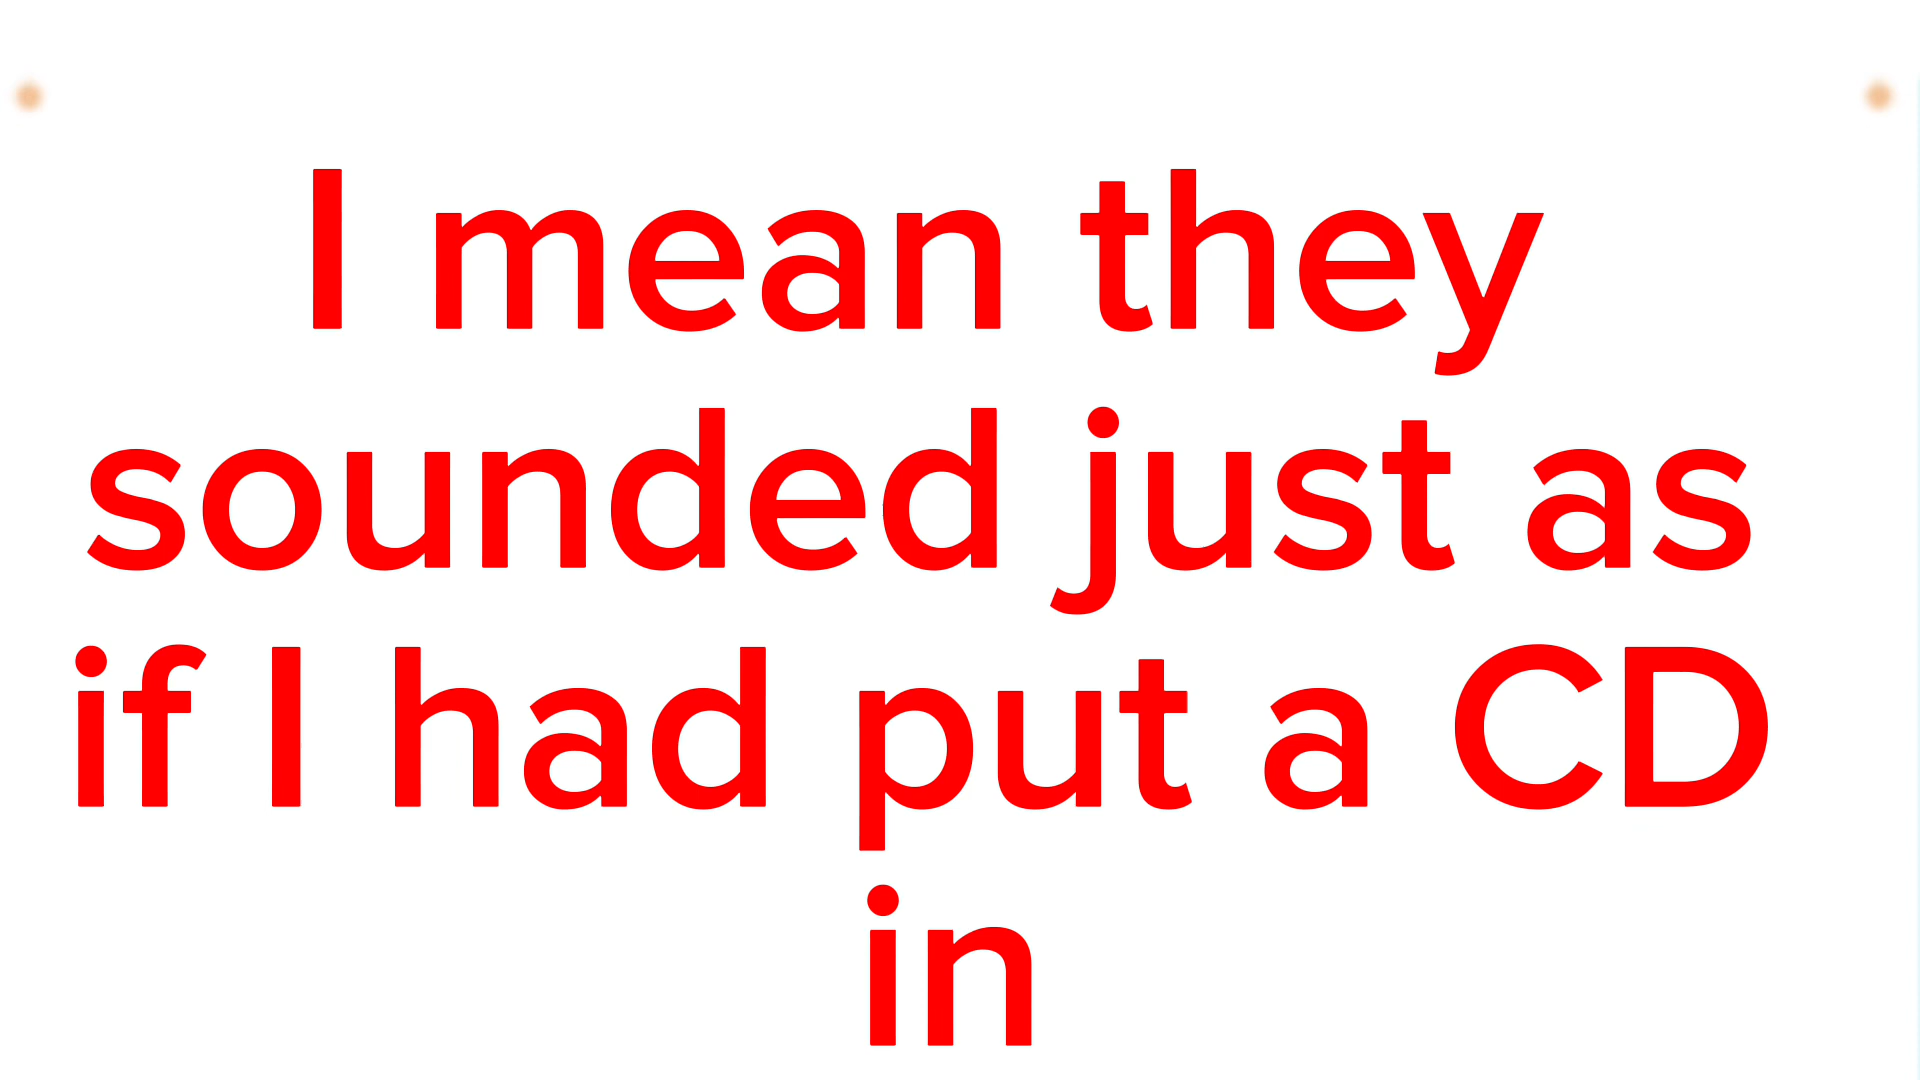 I mean they
sounded just as
if I had put a CD
in